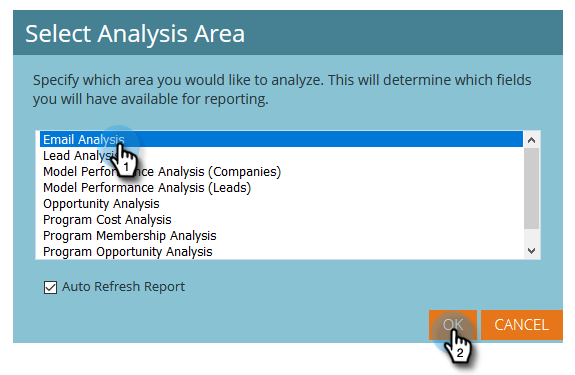 Select Analysis Area
Specify which area you would like to analyze. This will determine which fields
you will have available for reporting.
Email Analysis
Lead Analysis
1
Model Performance Analysis (Companies)
Model Performance Analysis (Leads)
Opportunity Analysis
Program Cost Analysis
Program Membership Analysis
Program Opportunity Analysis
Auto Refresh Report
OK CANCEL
2